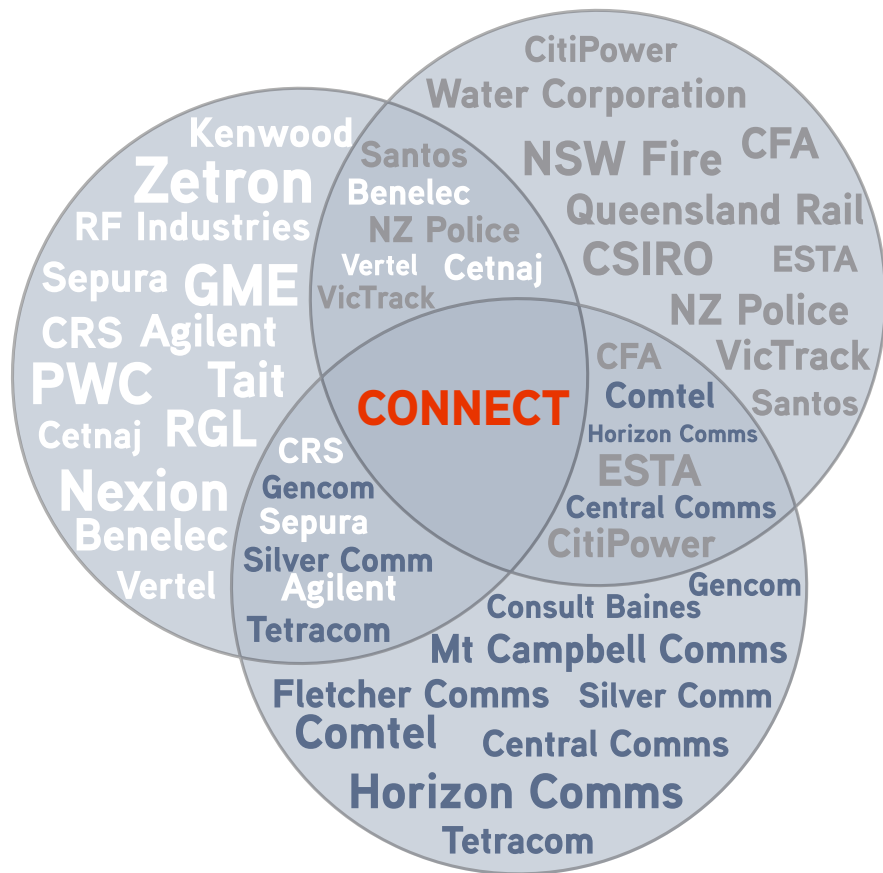 CitiPower
Water Corporation
Kenwood
CFA
Santos
NSW Fire
Zetron
Benelec
Queensland Rail
RF Industries
NZ Police
CSIRO
ESTA
Vertel
Cetnaj
Sepura
GME
VicTrack
NZ Police
CRS
Agilent
CFA
VicTrack
PWC
Tait
Comtel
Santos
CONNECT
Cetnaj
RGL
Horizon Comms
CRS
ESTA
Nexion
Gencom
Central Comms
Sepura
Benelec
CitiPower
Silver Comm
Vertel
Agilent
Gencom
Consult Baines
Tetracom
Mt Campbell Comms
Fletcher Comms
Silver Comm
Comtel
Central Comms
Horizon Comms
Tetracom